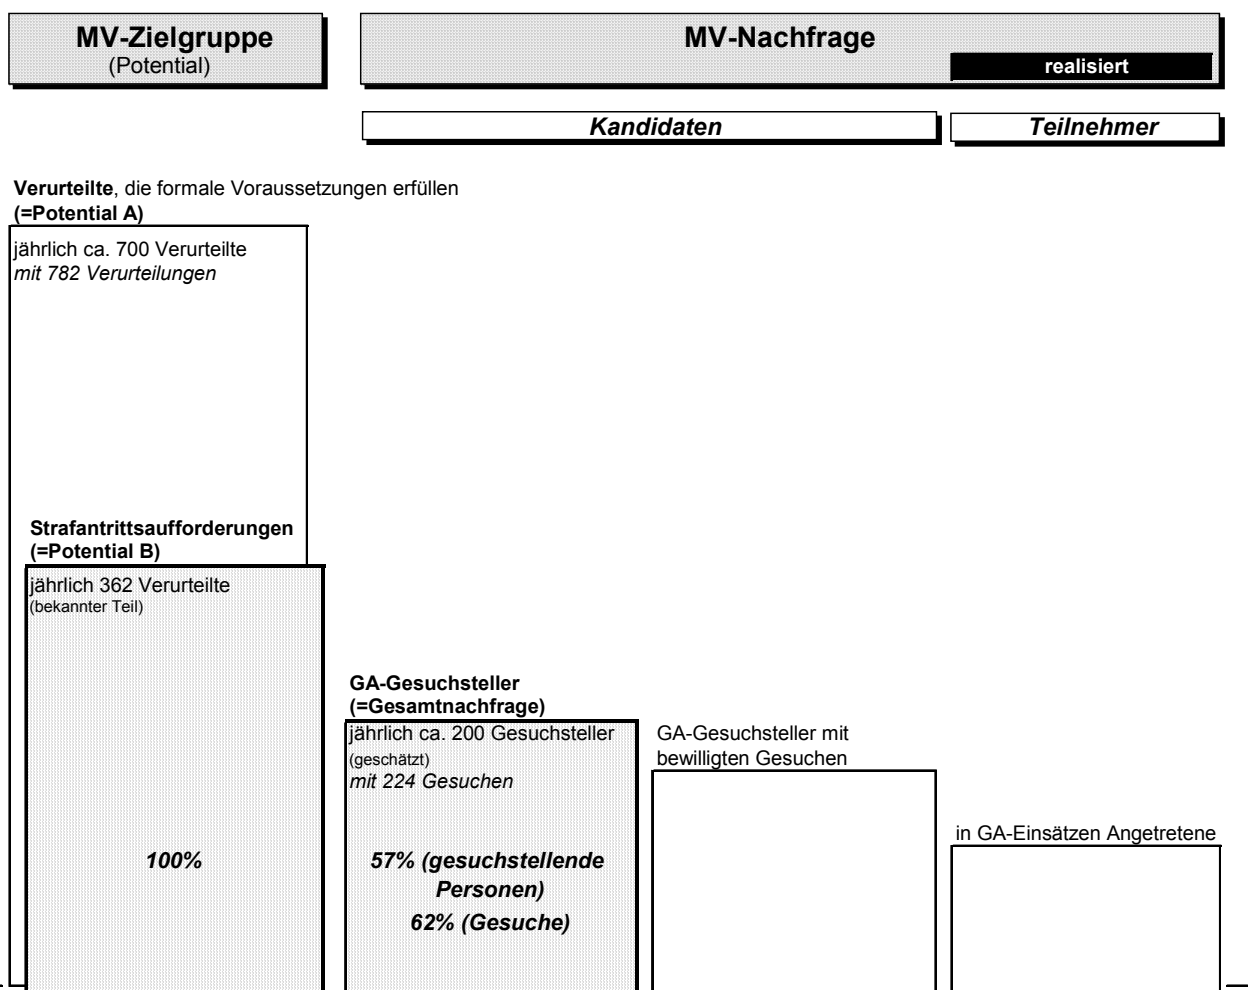 MV-Zielgruppe
(Potential)
MV-Nachfrage
realisiert
Kandidaten
Teilnehmer
Verurteilte, die formale Voraussetzungen erfüllen
(=Potential A)
jährlich ca. 700 Verurteilte
mit 782 Verurteilungen
Strafantrittsaufforderungen
(=Potential B)
jährlich 362 Verurteilte
(bekannter Teil)
100%
GA-Gesuchsteller
(=Gesamtnachfrage)
jährlich ca. 200 Gesuchsteller
(geschätzt)
mit 224 Gesuchen
57% (gesuchstellende
Personen)
62% (Gesuche)
GA-Gesuchsteller mit
bewilligten Gesuchen
in GA-Einsätzen Angetretene